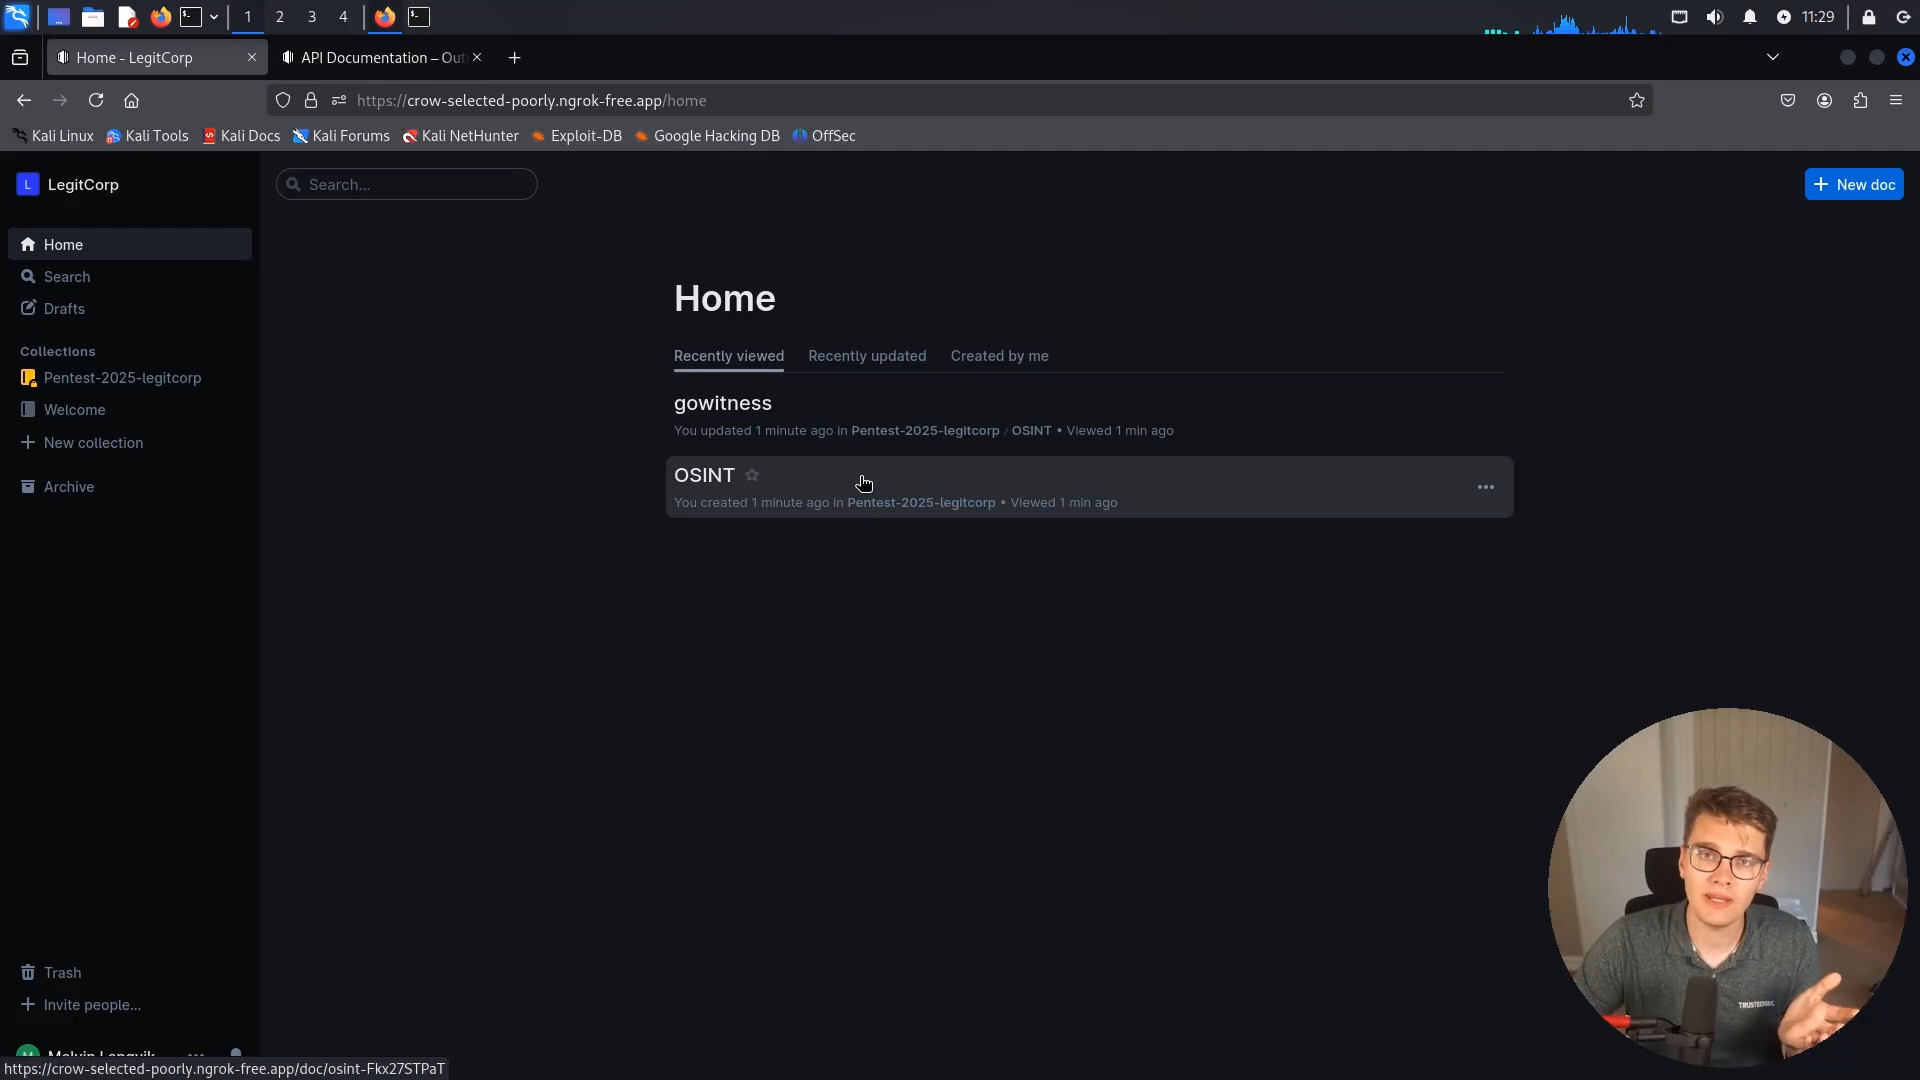 1
2
3
4
11:29
Home - LegitCorp
API Documentation – Out
https://crow-selected-poorly.ngrok-free.app/home
Kali Linux
Kali Tools
Kali Docs
Kali Forums
Kali NetHunter
Exploit-DB
Google Hacking DB
OffSec
L
LegitCorp
Search...
New doc
Home
Search
Drafts
Collections
Pentest-2025-legitcorp
Welcome
New collection
Archive
Home
Recently viewed
Recently updated
Created by me
gowitness
You updated 1 minute ago in Pentest-2025-legitcorp / OSINT • Viewed 1 min ago
OSINT
You created 1 minute ago in Pentest-2025-legitcorp • Viewed 1 min ago
Trash
Invite people...
Melvin Langvik
https://crow-selected-poorly.ngrok-free.app/doc/osint-Fkx27STPaT
TRUSTEDSEC